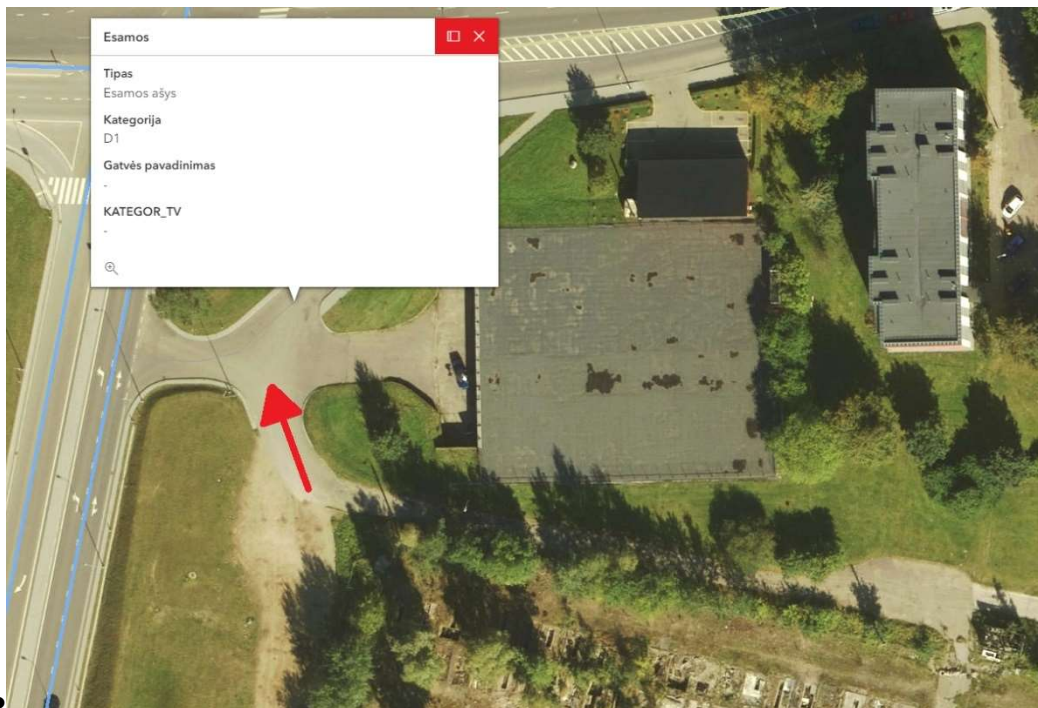 Esamos
Tipas
Esamos ašys
Kategorija
D1
Gatvės pavadinimas
-
KATEGOR_TV
-